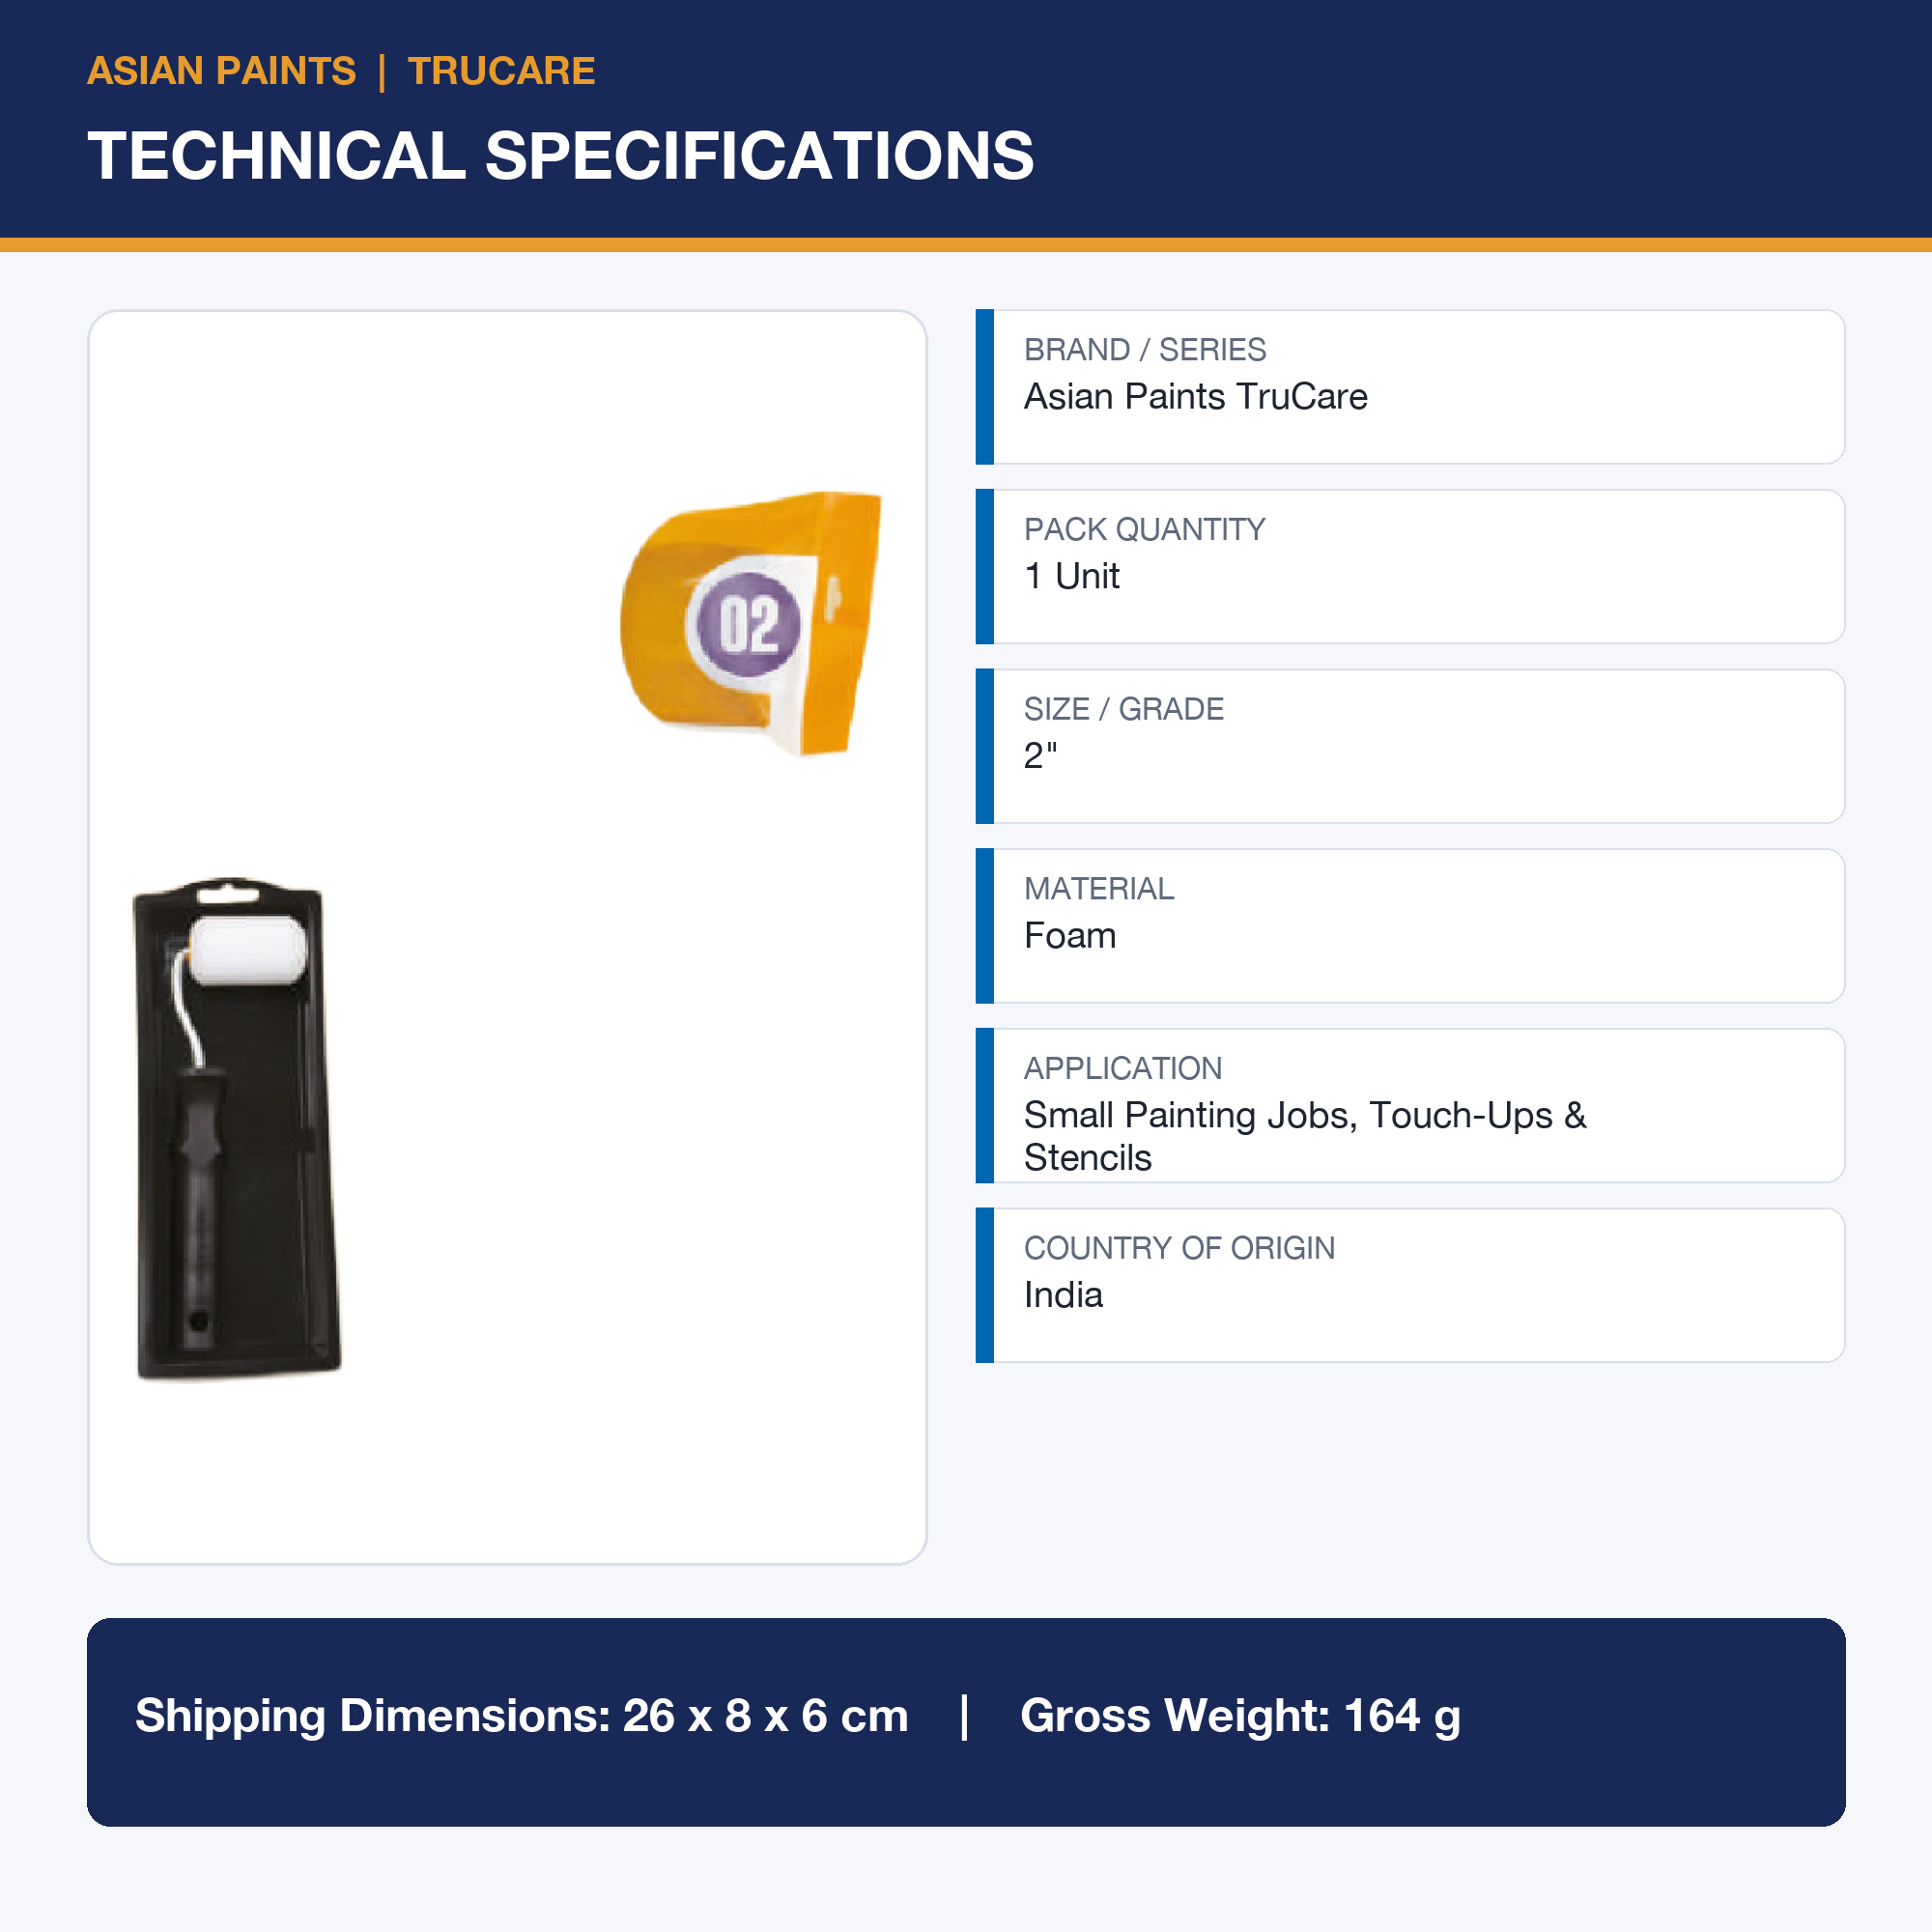 ASIAN PAINTS | TRUCARE
TECHNICAL SPECIFICATIONS
02
BRAND / SERIES
Asian Paints TruCare
PACK QUANTITY
1 Unit
SIZE / GRADE
2"
MATERIAL
Foam
APPLICATION
Small Painting Jobs, Touch-Ups &
Stencils
COUNTRY OF ORIGIN
India
Shipping Dimensions: 26 x 8 x 6 cm | Gross Weight: 164 g